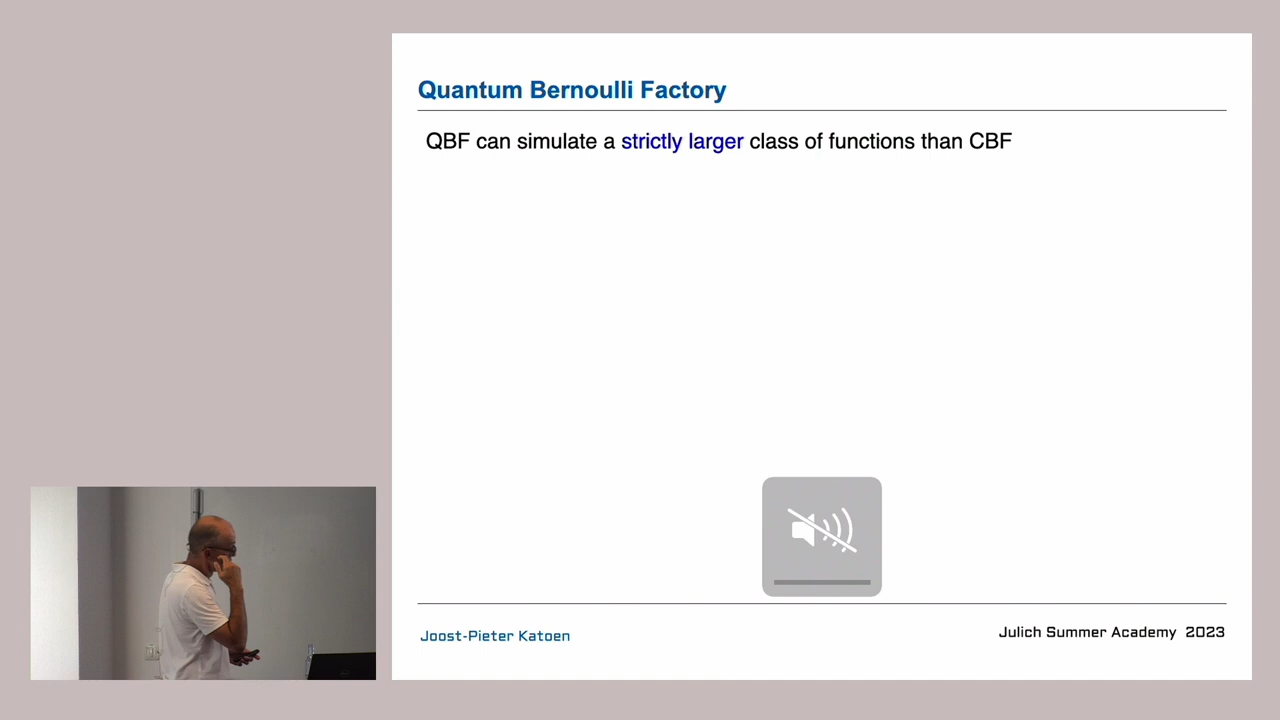 Quantum Bernoulli Factory
QBF can simulate a strictly larger class of functions than CBF
Joost-Pieter Katoen
Julich Summer Academy 2023